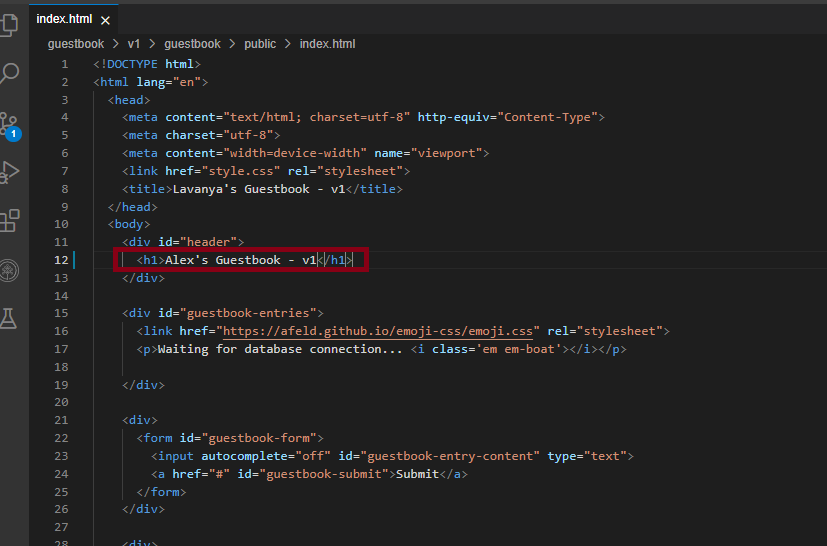 index.html
guestbook > v1 > guestbook > public > index.html
1 <!DOCTYPE html>
2 <html lang="en">
3 <head>
4 <meta content="text/html; charset=utf-8" http-equiv="Content-Type">
5 <meta charset="utf-8">
6 <meta content="width=device-width" name="viewport">
7 <link href="style.css" rel="stylesheet">
8 <title>Lavanya's Guestbook - v1</title>
9 </head>
10 <body>
11 <div id="header">
12 <h1>Alex's Guestbook - v1</h1>
13 </div>
14
15 <div id="guestbook-entries">
16 <link href="https://afeld.github.io/emoji-css/emoji.css" rel="stylesheet">
17 <p>Waiting for database connection... <i class='em em-boat'></i></p>
18
19 </div>
20
21 <div>
22 <form id="guestbook-form">
23 <input autocomplete="off" id="guestbook-entry-content" type="text">
24 <a href="#" id="guestbook-submit">Submit</a>
25 </form>
26 </div>
27
28 <div>
1